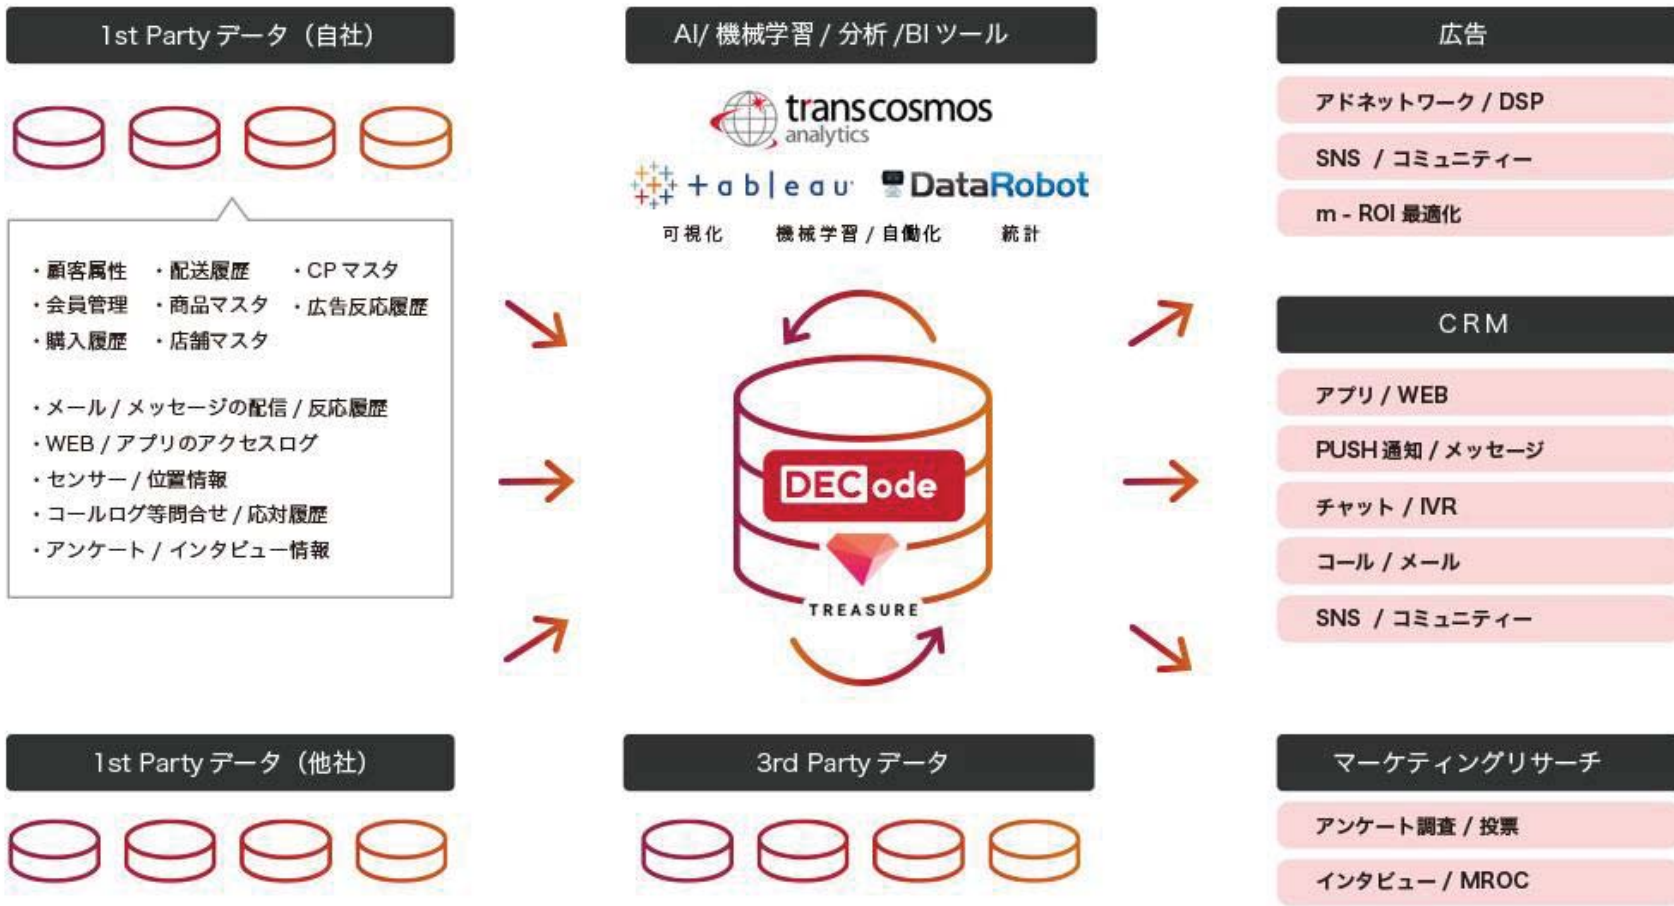 1st Party データ（自社）
・顧客属性 ・配送履歴 ・CP マスタ
・会員管理 ・商品マスタ ・広告反応履歴
・購入履歴 ・店舗マスタ
・メール / メッセージの配信 / 反応履歴
・WEB / アプリのアクセスログ
・センサー / 位置情報
・コールログ等問合せ / 応対履歴
・アンケート / インタビュー情報
1st Party データ（他社）
AI/ 機械学習 / 分析 /BI ツール
transcosmos
analytics
+ableau DataRobot
可視化 機械学習 / 自働化 統計
DECode
TREASURE
3rd Party データ
広告
アドネットワーク / DSP
SNS / コミュニティー
m - ROI 最適化
CRM
アプリ / WEB
PUSH 通知 / メッセージ
チャット / IVR
コール / メール
SNS / コミュニティー
マーケティングリサーチ
アンケート調査 / 投票
インタビュー / MROC